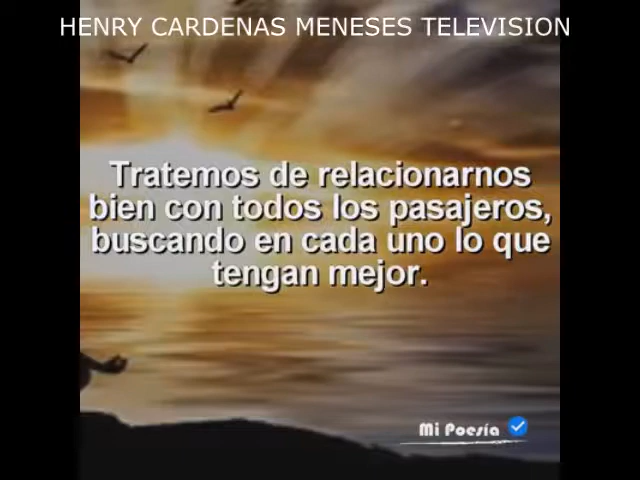 HENRY CARDENAS MENESES TELEVISION
Tratemos de relacionarnos
bien con todos los pasajeros,
buscando en cada uno lo que
tengan mejor.
Mi Poesía